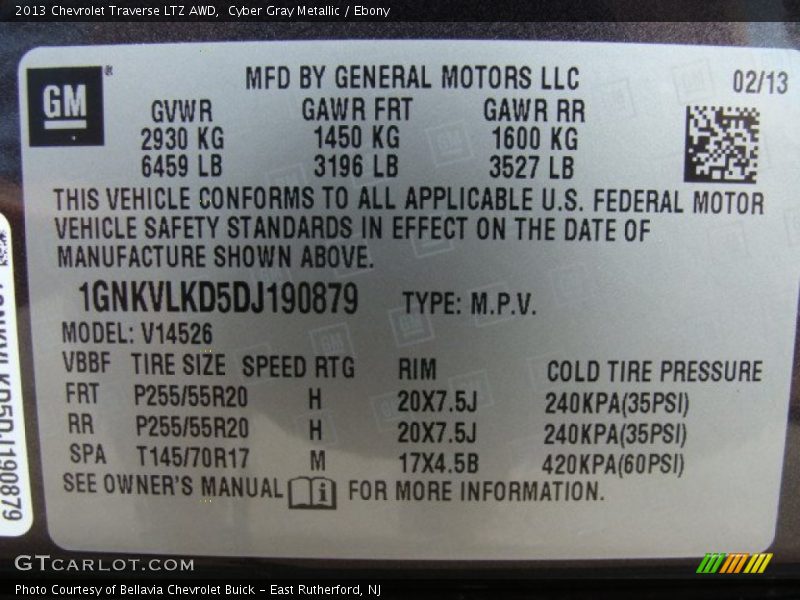 2013 Chevrolet Traverse LTZ AWD, Cyber Gray Metallic / Ebony
GM®
MFD BY GENERAL MOTORS LLC
02/13
GVWR GAWR FRT GAWR RR
2930 KG 1450 KG 1600 KG
6459 LB 3196 LB 3527 LB
THIS VEHICLE CONFORMS TO ALL APPLICABLE U.S. FEDERAL MOTOR
VEHICLE SAFETY STANDARDS IN EFFECT ON THE DATE OF
MANUFACTURE SHOWN ABOVE.
1GNKVLKD5DJ190879 TYPE: M.P.V.
MODEL: V14526
VBBF TIRE SIZE SPEED RTG RIM COLD TIRE PRESSURE
FRT P255/55R20 H 20X7.5J 240KPA(35PSI)
RR P255/55R20 H 20X7.5J 240KPA(35PSI)
SPA T145/70R17 M 17X4.5B 420KPA(60PSI)
SEE OWNER'S MANUAL i FOR MORE INFORMATION.
1GNKVLKD5DJ190879
GTCARLOT.COM
Photo Courtesy of Bellavia Chevrolet Buick - East Rutherford, NJ